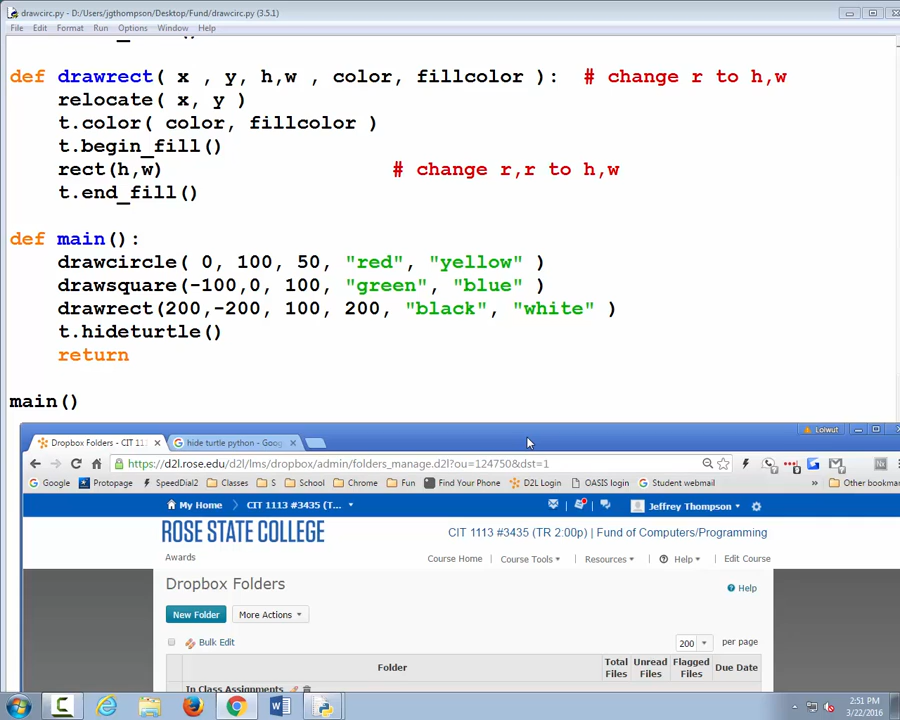 drawcirc.py - D:/Users/jgthompson/Desktop/Fund/drawcirc.py (3.5.1)
File Edit Format Run Options Window Help
def drawrect( x , y, h,w , color, fillcolor ): # change r to h,w
relocate( x, y )
t.color( color, fillcolor )
t.begin_fill()
rect(h,w) # change r,r to h,w
t.end_fill()
def main():
drawcircle( 0, 100, 50, "red", "yellow" )
drawsquare(-100,0, 100, "green", "blue" )
drawrect(200,-200, 100, 200, "black", "white" )
t.hideturtle()
return
main()
Dropbox Folders - CIT 11 hide turtle python - Goog Lolwut
https://d2l.rose.edu/d2l/lms/dropbox/admin/folders_manage.d2l?ou=124750&dst=1
Google Protopage SpeedDial2 Classes S School Chrome Fun Find Your Phone D2L Login OASIS login Student webmail » Other bookmar
My Home CIT 1113 #3435 (T... Jeffrey Thompson
ROSE STATE COLLEGE CIT 1113 #3435 (TR 2:00p) | Fund of Computers/Programming
Awards Course Home Course Tools Resources Help Edit Course
Dropbox Folders Help
New Folder More Actions
Bulk Edit 200 per page
Folder Total Files Unread Files Flagged Files Due Date
In Class Assignments
2:51 PM
3/22/2016